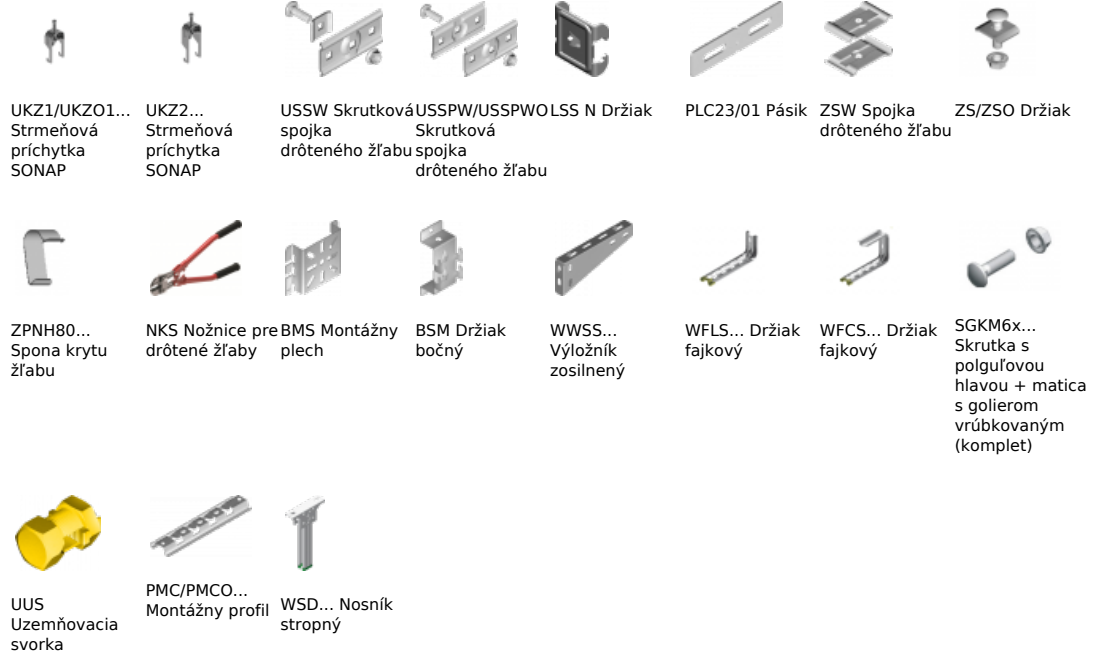 UKZ1/UKZO1...
Strmeňová
príchytka
SONAP
UKZ2...
Strmeňová
príchytka
SONAP
USSW Skrutková
spojka
drôteného žľabu
USSPW/USSPWO
Skrutková
spojka
drôteného žľabu
LSS N Držiak
PLC23/01 Pásik
ZSW Spojka
drôteného žľabu
ZS/ZSO Držiak
ZPNH80...
Spona krytu
žľabu
NKS Nožnice pre
drôtené žľaby
BMS Montážny
plech
BSM Držiak
bočný
WWSS...
Výložník
zosilnený
WFLS... Držiak
fajkový
WFCS... Držiak
fajkový
SGKM6x...
Skrutka s
polguľovou
hlavou + matica
s golierom
vrúbkovaným
(komplet)
UUS
Uzemňovacia
svorka
PMC/PMCO...
Montážny profil
WSD... Nosník
stropný